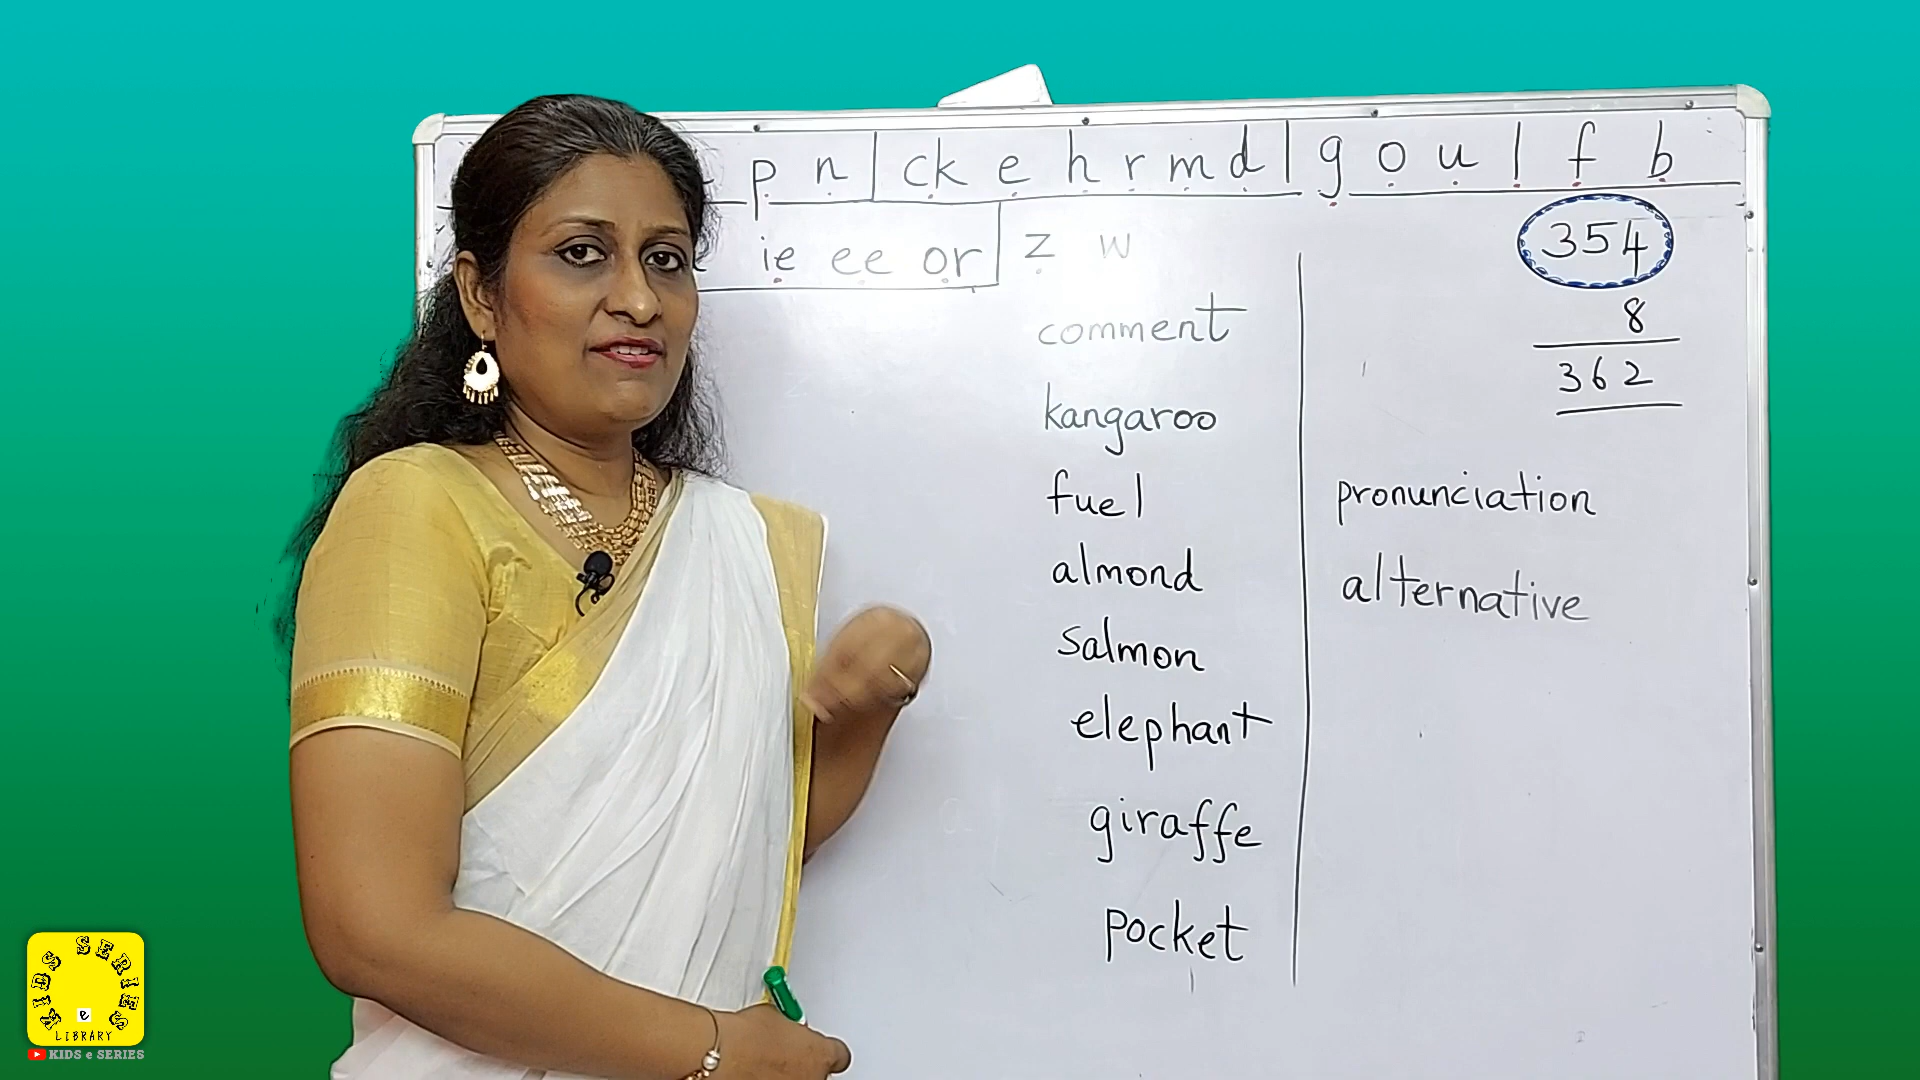 p n ck e h r m d g o u l f b
ie ee or z w
354
8
362
comment
kangaroo
fuel
almond
salmon
elephant
giraffe
pocket
pronunciation
alternative
KIDS SERIES
e
LIBRARY
KIDS e SERIES